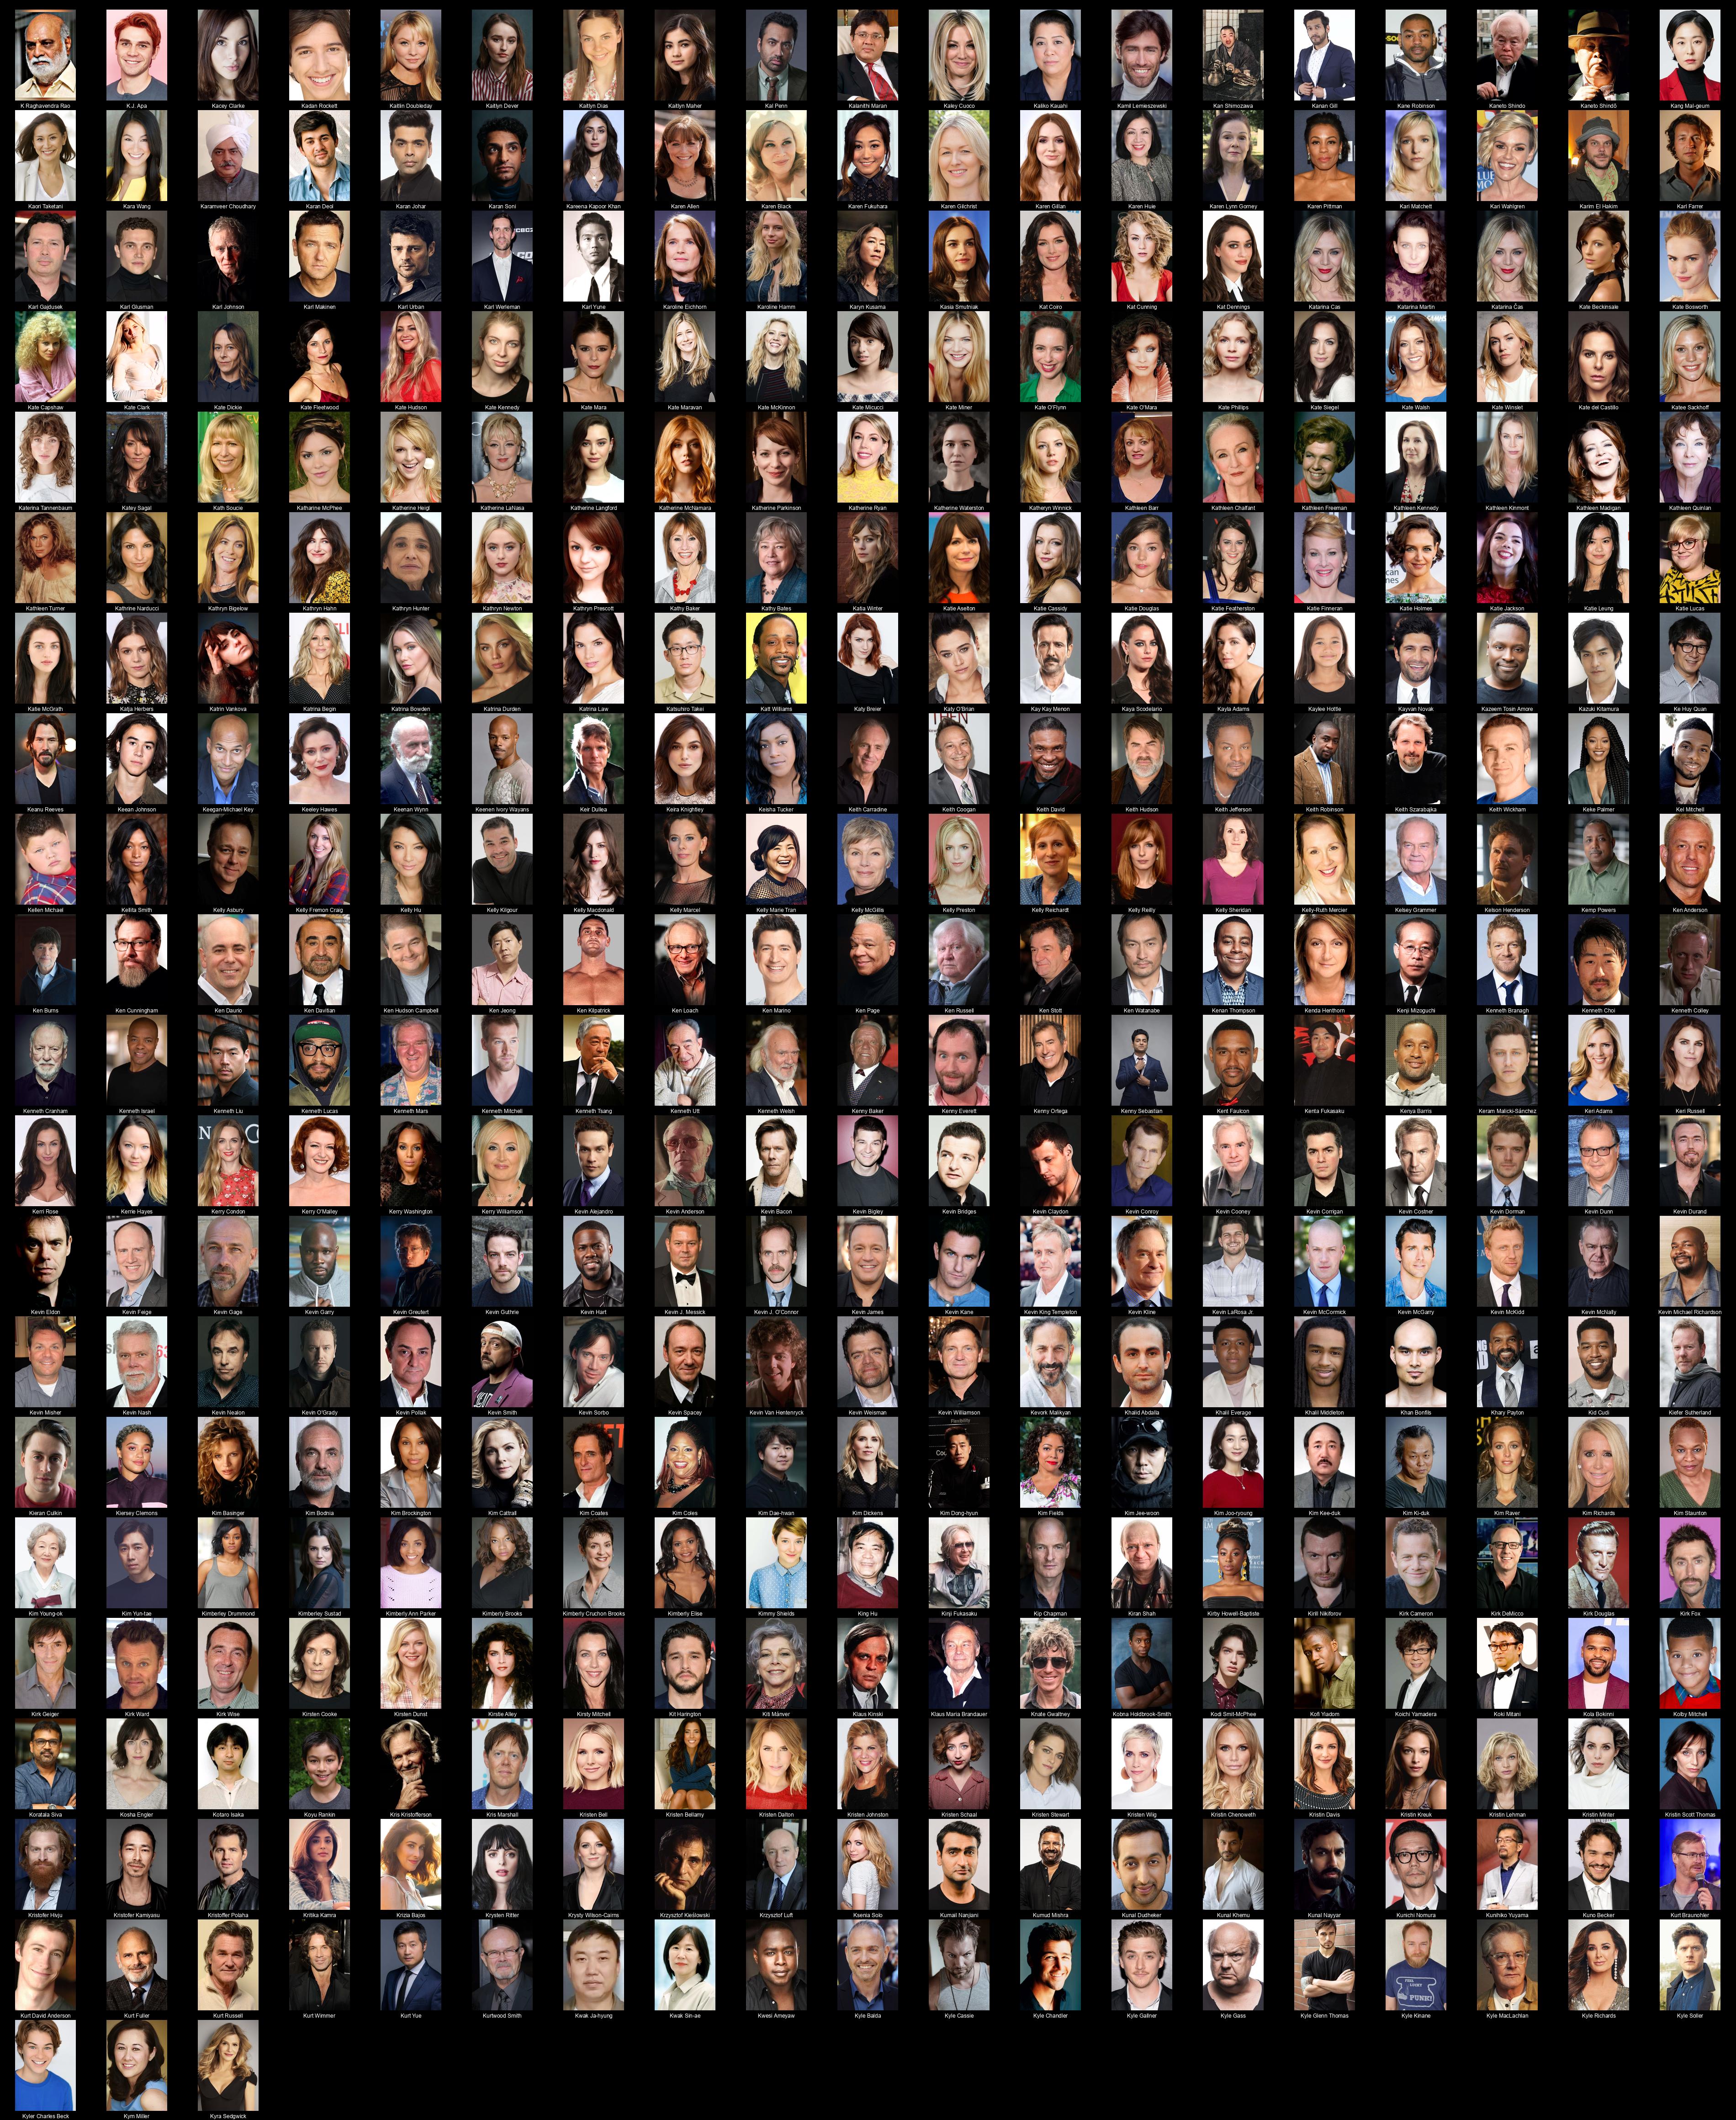 K Raghavendra Rao K.J. Apa Kacey Clarke Kadan Rockett Kaitlin Doubleday Kaitlyn Dever Kaitlyn Dias Kaitlyn Maher Kal Penn Kalanithi Maran Kaley Cuoco Kaliko Kauahi Kamil Lemieszewski Kan Shimozawa Kanan Gill Kane Robinson Kaneto Shindo Kaneto Shindô Kang Mal-geum
Kaori Taketani Kara Wang Karamveer Choudhary Karan Deol Karan Johar Karan Soni Kareena Kapoor Khan Karen Allen Karen Black Karen Fukuhara Karen Gilchrist Karen Gillan Karen Huie Karen Lynn Gorney Karen Pittman Kari Matchett Kari Wahlgren Karim El Hakim Karl Farrer
Karl Gajdusek Karl Glusman Karl Johnson Karl Makinen Karl Urban Karl Werleman Karl Yune Karoline Eichhorn Karoline Hamm Karyn Kusama Kasia Smutniak Kat Coiro Kat Cunning Kat Dennings Katarina Cas Katarina Martin Katarina Čas Kate Beckinsale Kate Bosworth
Kate Capshaw Kate Clark Kate Dickie Kate Fleetwood Kate Hudson Kate Kennedy Kate Mara Kate Maravan Kate McKinnon Kate Micucci Kate Miner Kate O'Flynn Kate O'Mara Kate Phillips Kate Siegel Kate Walsh Kate Winslet Kate del Castillo Katee Sackhoff
Katerina Tannenbaum Katey Sagal Kath Soucie Katharine McPhee Katherine Heigl Katherine LaNasa Katherine Langford Katherine McNamara Katherine Parkinson Katherine Ryan Katherine Waterston Katheryn Winnick Kathleen Barr Kathleen Chalfant Kathleen Freeman Kathleen Kennedy Kathleen Kinmont Kathleen Madigan Kathleen Quinlan
Kathleen Turner Kathrine Narducci Kathryn Bigelow Kathryn Hahn Kathryn Hunter Kathryn Newton Kathryn Prescott Kathy Baker Kathy Bates Katia Winter Katie Aselton Katie Cassidy Katie Douglas Katie Featherston Katie Finneran Katie Holmes Katie Jackson Katie Leung Katie Lucas
Katie McGrath Katja Herbers Katrin Vankova Katrina Begin Katrina Bowden Katrina Durden Katrina Law Katsuhiro Takei Katt Williams Katy Breier Katy O'Brian Kay Kay Menon Kaya Scodelario Kayla Adams Kaylee Hottle Kayvan Novak Kazeem Tosin Amore Kazuki Kitamura Ke Huy Quan
Keanu Reeves Keean Johnson Keegan-Michael Key Keeley Hawes Keenan Wynn Keenen Ivory Wayans Keir Dullea Keira Knightley Keisha Tucker Keith Carradine Keith Coogan Keith David Keith Hudson Keith Jefferson Keith Robinson Keith Szarabajka Keith Wickham Keke Palmer Kel Mitchell
Kellen Michael Kellita Smith Kelly Asbury Kelly Fremon Craig Kelly Hu Kelly Kilgour Kelly Macdonald Kelly Marcel Kelly Marie Tran Kelly McGillis Kelly Preston Kelly Reichardt Kelly Reilly Kelly Sheridan Kelly-Ruth Mercier Kelsey Grammer Kelson Henderson Kemp Powers Ken Anderson
Ken Burns Ken Cunningham Ken Daurio Ken Davitian Ken Hudson Campbell Ken Jeong Ken Kilpatrick Ken Loach Ken Marino Ken Page Ken Russell Ken Stott Ken Watanabe Kenan Thompson Kenda Henthorn Kenji Mizoguchi Kenneth Branagh Kenneth Choi Kenneth Colley
Kenneth Cranham Kenneth Israel Kenneth Liu Kenneth Lucas Kenneth Mars Kenneth Mitchell Kenneth Tsang Kenneth Utt Kenneth Welsh Kenny Baker Kenny Everett Kenny Ortega Kenny Sebastian Kent Faulcon Kenta Fukasaku Kenya Barris Keram Malicki-Sánchez Keri Adams Keri Russell
Kerri Rose Kerrie Hayes Kerry Condon Kerry O'Malley Kerry Washington Kerry Williamson Kevin Alejandro Kevin Anderson Kevin Bacon Kevin Bigley Kevin Bridges Kevin Claydon Kevin Conroy Kevin Cooney Kevin Corrigan Kevin Costner Kevin Dorman Kevin Dunn Kevin Durand
Kevin Eldon Kevin Feige Kevin Gage Kevin Garry Kevin Greutert Kevin Guthrie Kevin Hart Kevin J. Messick Kevin J. O'Connor Kevin James Kevin Kane Kevin King Templeton Kevin Kline Kevin LaRosa Jr. Kevin McCormick Kevin McGarry Kevin McKidd Kevin McNally Kevin Michael Richardson
Kevin Misher Kevin Nash Kevin Nealon Kevin O'Grady Kevin Pollak Kevin Smith Kevin Sorbo Kevin Spacey Kevin Van Hentenryck Kevin Weisman Kevin Williamson Kevork Malikyan Khalid Abdalla Khalil Everage Khalil Middleton Khan Bonfils Khary Payton Kid Cudi Kiefer Sutherland
Kieran Culkin Kiersey Clemons Kim Basinger Kim Bodnia Kim Brockington Kim Cattrall Kim Coates Kim Coles Kim Dae-hwan Kim Dickens Kim Dong-hyun Kim Fields Kim Jee-woon Kim Joo-ryoung Kim Kee-duk Kim Ki-duk Kim Raver Kim Richards Kim Staunton
Kim Young-ok Kim Yun-tae Kimberley Drummond Kimberley Sustad Kimberly Ann Parker Kimberly Brooks Kimberly Cruchon Brooks Kimberly Elise Kimmy Shields King Hu Kinji Fukasaku Kip Chapman Kiran Shah Kirby Howell-Baptiste Kirill Nikiforov Kirk Cameron Kirk DeMicco Kirk Douglas Kirk Fox
Kirk Geiger Kirk Ward Kirk Wise Kirsten Cooke Kirsten Dunst Kirstie Alley Kirsty Mitchell Kit Harington Kiti Mánver Klaus Kinski Klaus Maria Brandauer Knate Gwaltney Kobna Holdbrook-Smith Kodi Smit-McPhee Kofi Yiadom Koichi Yamadera Koki Mitani Kola Bokinni Kolby Mitchell
Koratala Siva Kosha Engler Kotaro Isaka Koyu Rankin Kris Kristofferson Kris Marshall Kristen Bell Kristen Bellamy Kristen Dalton Kristen Johnston Kristen Schaal Kristen Stewart Kristen Wiig Kristin Chenoweth Kristin Davis Kristin Kreuk Kristin Lehman Kristin Minter Kristin Scott Thomas
Kristofer Hivju Kristofer Kamiyasu Kristoffer Polaha Kritika Kamra Krizia Bajos Krysten Ritter Krysty Wilson-Cairns Krzysztof Kieślowski Krzysztof Luft Ksenia Solo Kumail Nanjiani Kumud Mishra Kunal Dudheker Kunal Khemu Kunal Nayyar Kunichi Nomura Kunihiko Yuyama Kuno Becker Kurt Braunohler
Kurt David Anderson Kurt Fuller Kurt Russell Kurt Wimmer Kurt Yue Kurtwood Smith Kwak Ja-hyung Kwak Sin-ae Kwesi Ameyaw Kyle Balda Kyle Cassie Kyle Chandler Kyle Gallner Kyle Gass Kyle Glenn Thomas Kyle Kinane Kyle MacLachlan Kyle Richards Kyle Soller
Kyler Charles Beck Kym Miller Kyra Sedgwick